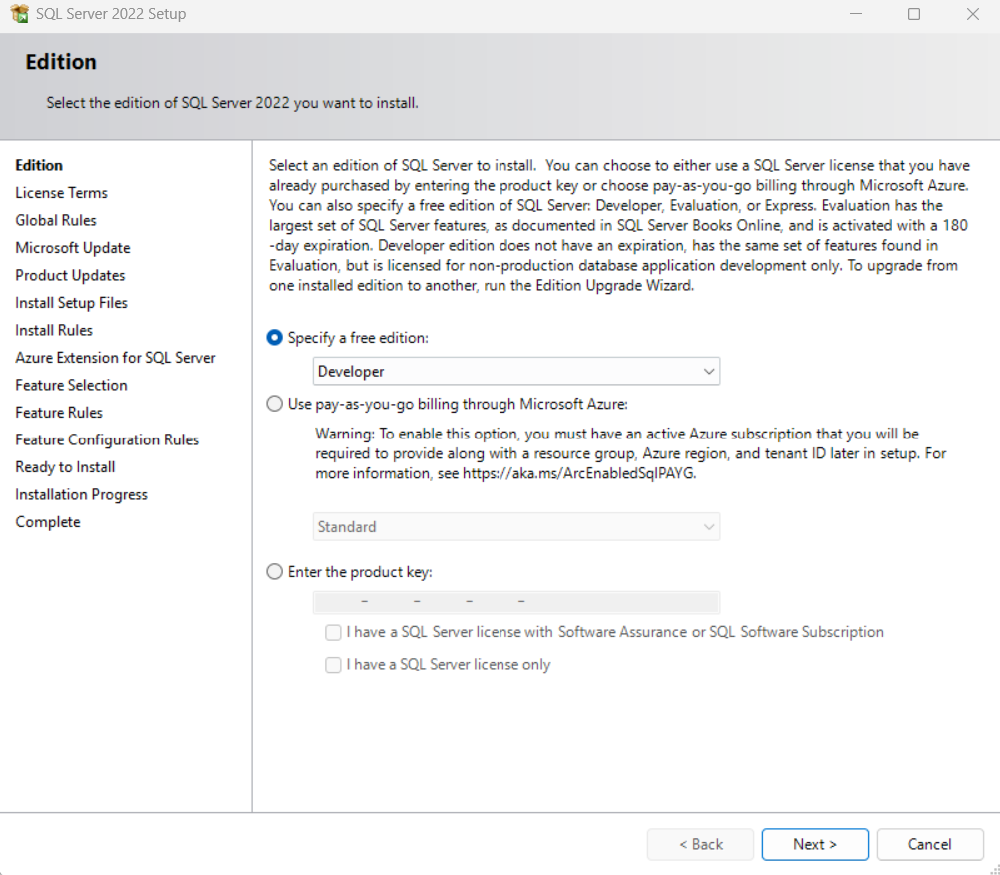 SQL Server 2022 Setup
Edition
Select the edition of SQL Server 2022 you want to install.
Edition
License Terms
Global Rules
Microsoft Update
Product Updates
Install Setup Files
Install Rules
Azure Extension for SQL Server
Feature Selection
Feature Rules
Feature Configuration Rules
Ready to Install
Installation Progress
Complete
Select an edition of SQL Server to install.  You can choose to either use a SQL Server license that you have
already purchased by entering the product key or choose pay-as-you-go billing through Microsoft Azure.
You can also specify a free edition of SQL Server: Developer, Evaluation, or Express. Evaluation has the
largest set of SQL Server features, as documented in SQL Server Books Online, and is activated with a 180
-day expiration. Developer edition does not have an expiration, has the same set of features found in
Evaluation, but is licensed for non-production database application development only. To upgrade from
one installed edition to another, run the Edition Upgrade Wizard.
Specify a free edition:
Developer
Use pay-as-you-go billing through Microsoft Azure:
Warning: To enable this option, you must have an active Azure subscription that you will be
required to provide along with a resource group, Azure region, and tenant ID later in setup. For
more information, see https://aka.ms/ArcEnabledSqlPAYG.
Standard
Enter the product key:
– – – –
I have a SQL Server license with Software Assurance or SQL Software Subscription
I have a SQL Server license only
< Back
Next >
Cancel